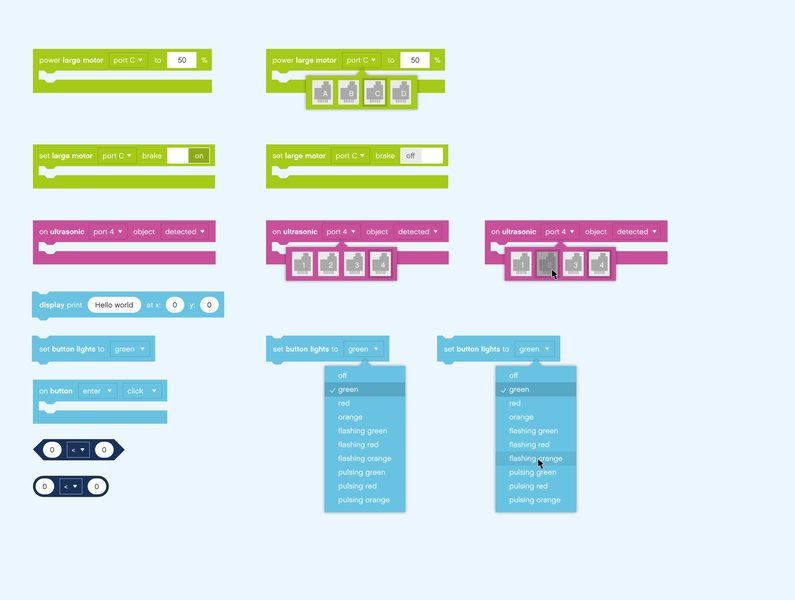 power large motor port C to 50 %
power large motor port C to 50 %
A B C D
set large motor port C brake on
set large motor port C brake off
on ultrasonic port 4 object detected
on ultrasonic port 4 object detected
1 2 3 4
on ultrasonic port 4 object detected
1 2 3 4
display print Hello world at x: 0 y: 0
set button lights to green
set button lights to green
off
green
red
orange
flashing green
flashing red
flashing orange
pulsing green
pulsing red
pulsing orange
set button lights to green
off
green
red
orange
flashing green
flashing red
flashing orange
pulsing green
pulsing red
pulsing orange
on button enter click
0 < 0
0 < 0